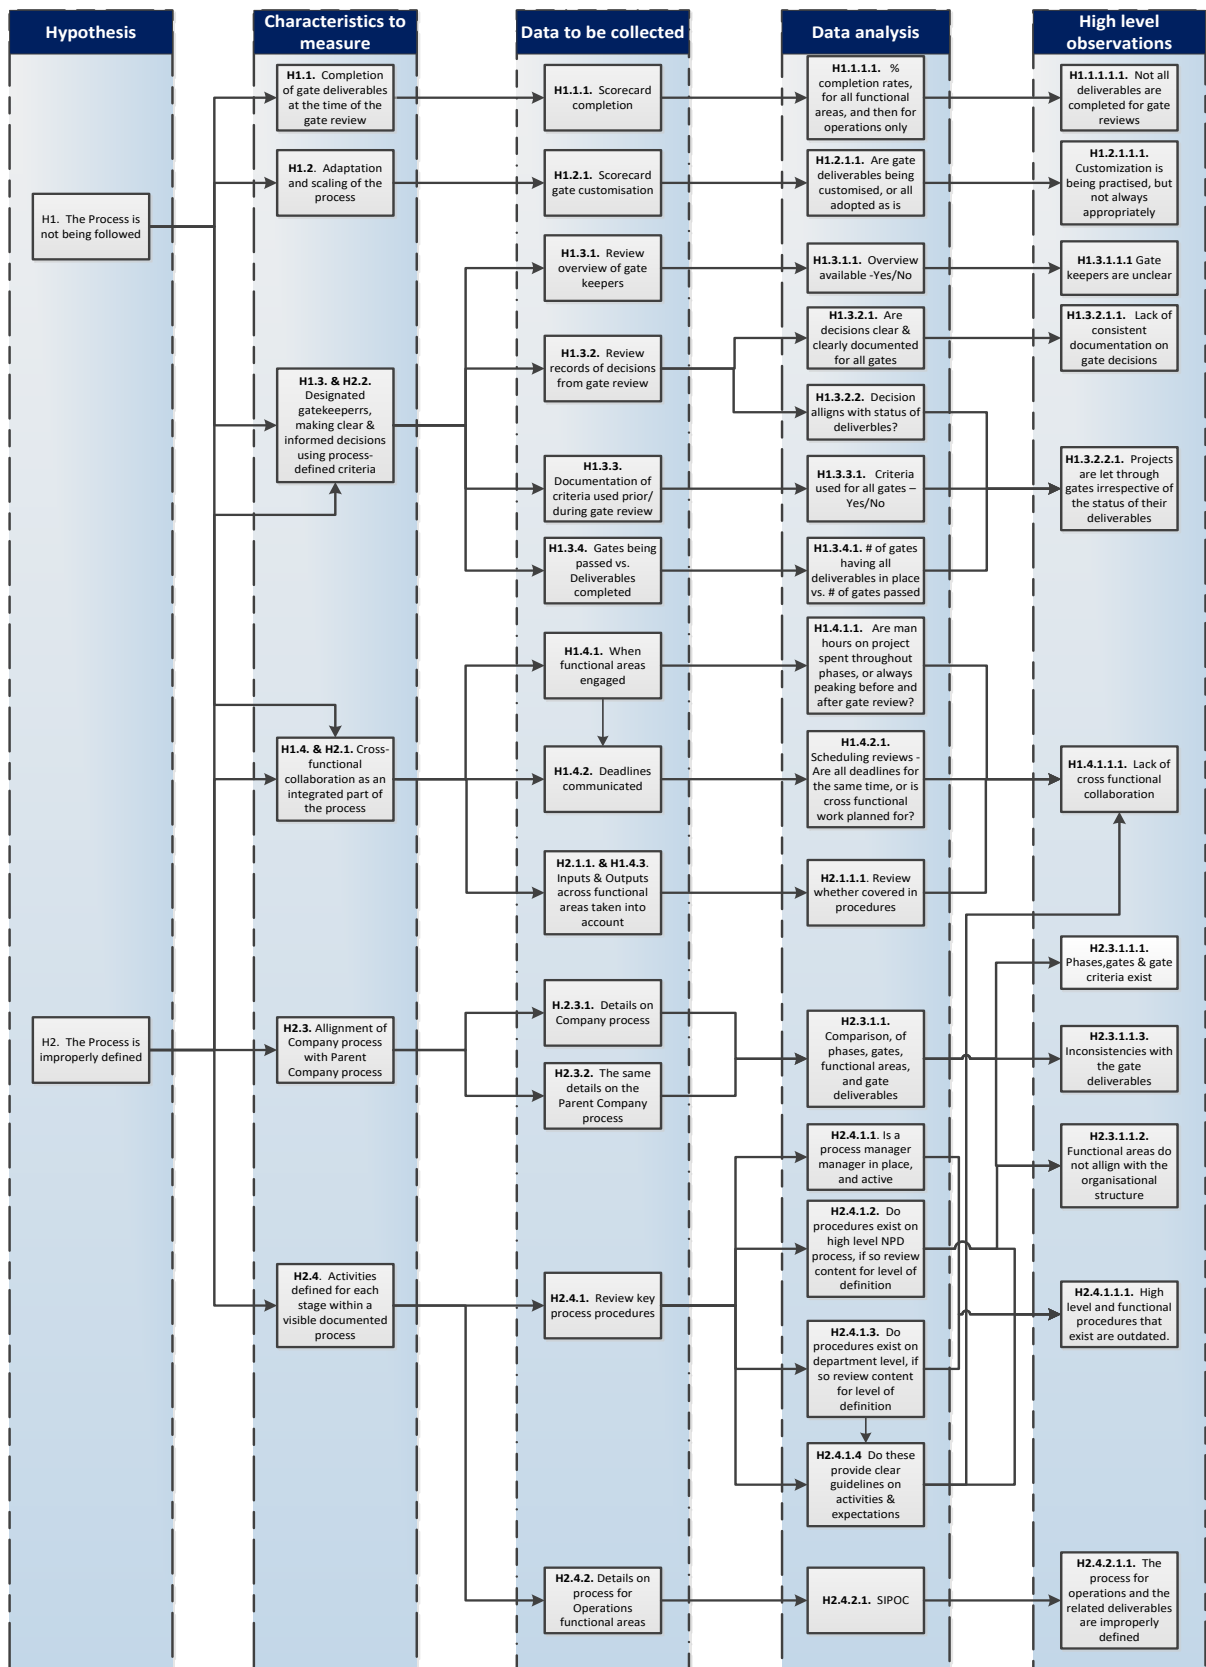 Hypothesis
Characteristics to
measure
Data to be collected
Data analysis
High level
observations
H1. The Process is
not being followed
H2. The Process is
improperly defined
H1.1. Completion
of gate deliverables
at the time of the
gate review
H1.2. Adaptation
and scaling of the
process
H1.3. & H2.2.
Designated
gatekeeperrs,
making clear &
informed decisions
using process-
defined criteria
H1.4. & H2.1. Cross-
functional
collaboration as an
integrated part of
the process
H2.3. Allignment of
Company process
with Parent
Company process
H2.4. Activities
defined for each
stage within a
visible documented
process
H1.1.1. Scorecard
completion
H1.2.1. Scorecard
gate customisation
H1.3.1. Review
overview of gate
keepers
H1.3.2. Review
records of decisions
from gate review
H1.3.3.
Documentation of
criteria used prior/
during gate review
H1.3.4. Gates being
passed vs.
Deliverables
completed
H1.4.1. When
functional areas
engaged
H1.4.2. Deadlines
communicated
H2.1.1. & H1.4.3.
Inputs & Outputs
across functional
areas taken into
account
H.2.3.1. Details on
Company process
H2.3.2. The same
details on the
Parent Company
process
H2.4.1. Review key
process procedures
H2.4.2. Details on
process for
Operations
functional areas
H1.1.1.1. %
completion rates,
for all functional
areas, and then for
operations only
H1.2.1.1. Are gate
deliverables being
customised, or all
adopted as is
H1.3.1.1. Overview
available -Yes/No
H1.3.2.1. Are
decisions clear &
clearly documented
for all gates
H1.3.2.2. Decision
aligns with status of
deliverbles?
H1.3.3.1. Criteria
used for all gates –
Yes/No
H1.3.4.1. # of gates
having all
deliverables in place
vs. # of gates passed
H1.4.1.1. Are man
hours on project
spent throughout
phases, or always
peaking before and
after gate review?
H1.4.2.1.
Scheduling reviews -
Are all deadlines for
the same time, or is
cross functional
work planned for?
H2.1.1.1. Review
whether covered in
procedures
H2.3.1.1.
Comparison, of
phases, gates,
functional areas,
and gate
deliverables
H2.4.1.1. Is a
process manager
manager in place,
and active
H2.4.1.2. Do
procedures exist on
high level NPD
process, if so review
content for level of
definition
H2.4.1.3. Do
procedures exist on
department level, if
so review content
for level of
definition
H2.4.1.4 Do these
provide clear
guidelines on
activities &
expectations
H2.4.2.1. SIPOC
H1.1.1.1.1. Not all
deliverables are
completed for gate
reviews
H1.2.1.1.1.
Customization is
being practised, but
not always
appropriately
H1.3.1.1.1 Gate
keepers are unclear
H1.3.2.1.1. Lack of
consistent
documentation on
gate decisions
H1.3.2.2.1. Projects
are let through
gates irrespective of
the status of their
deliverables
H1.4.1.1.1. Lack of
cross functional
collaboration
H2.3.1.1.1.
Phases,gates & gate
criteria exist
H2.3.1.1.3.
Inconsistencies with
the gate
deliverables
H2.3.1.1.2.
Functional areas do
not allign with the
organisational
structure
H2.4.1.1.1. High
level and functional
procedures that
exist are outdated.
H2.4.2.1.1. The
process for
operations and the
related deliverables
are improperly
defined